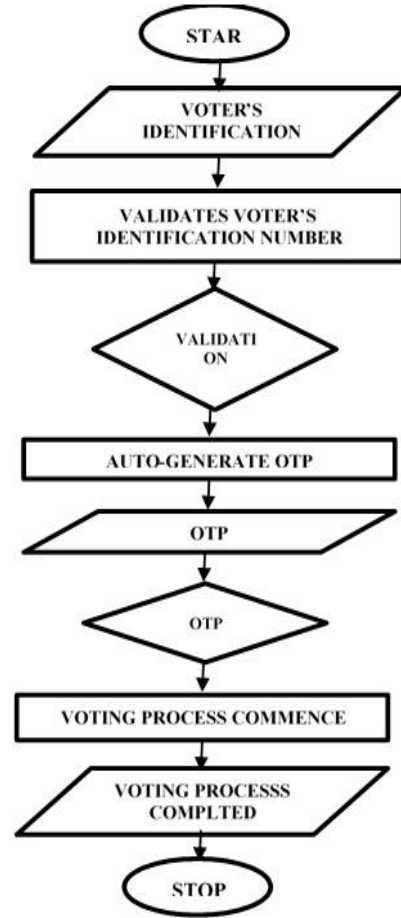 STAR
VOTER'S
IDENTIFICATION
VALIDATES VOTER'S
IDENTIFICATION NUMBER
VALIDATI
ON
AUTO-GENERATE OTP
OTP
OTP
VOTING PROCESS COMMENCE
VOTING PROCESSS
COMPLTED
STOP